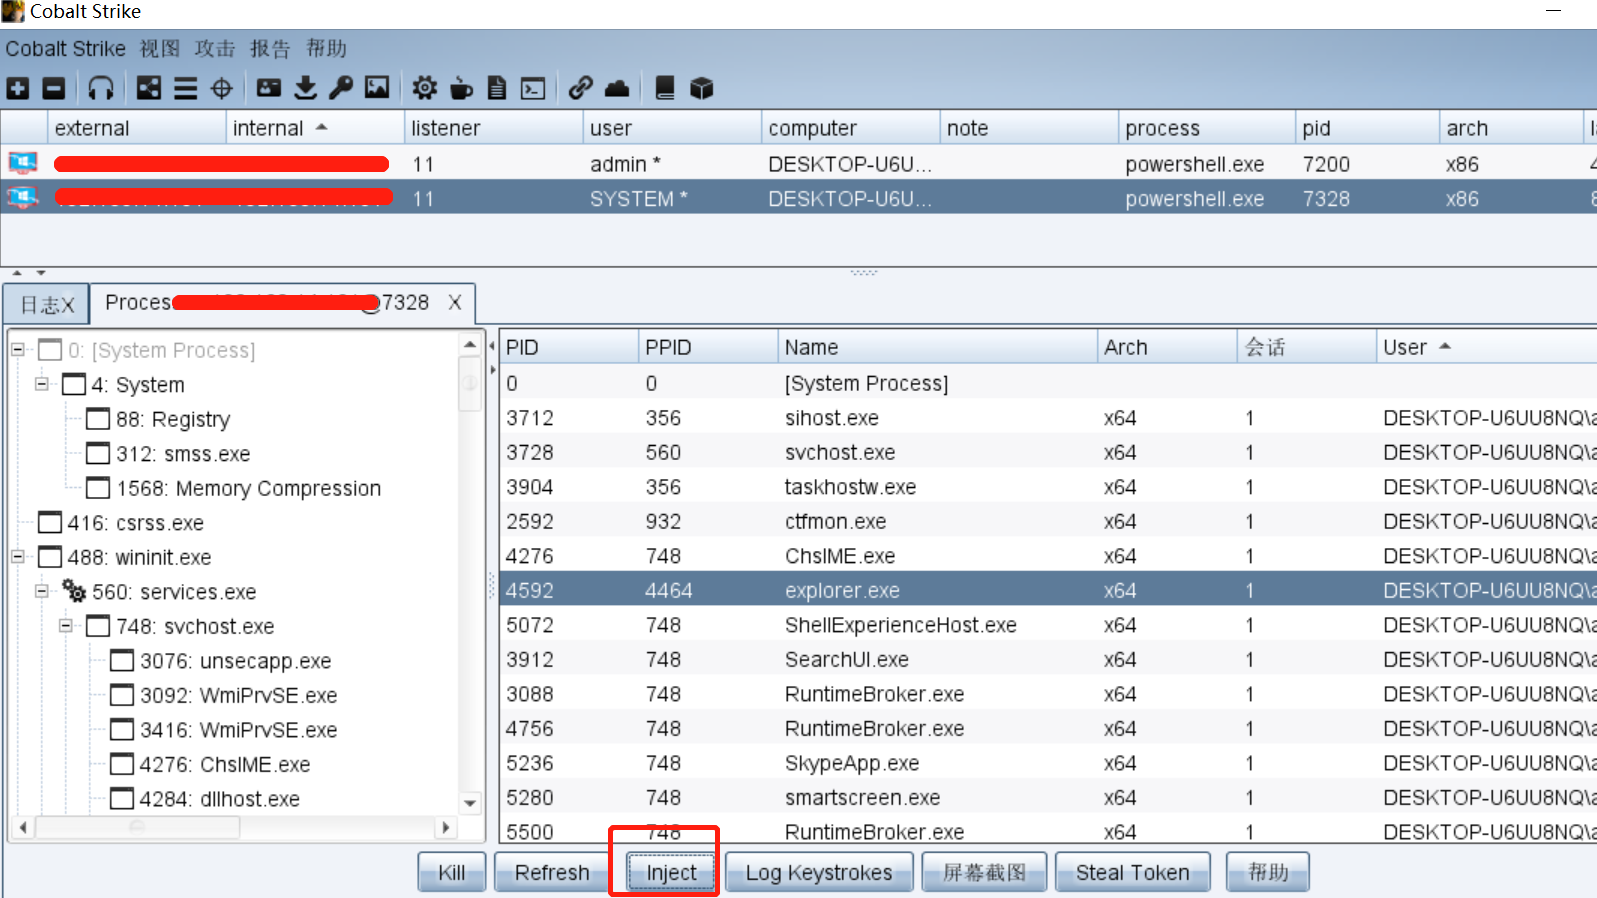 Cobalt Strike
Cobalt Strike 视图 攻击 报告 帮助
external internal listener user computer note process pid arch
11 admin * DESKTOP-U6U... powershell.exe 7200 x86
11 SYSTEM * DESKTOP-U6U... powershell.exe 7328 x86
日志X Proces 7328 X
0: [System Process]
4: System
88: Registry
312: smss.exe
1568: Memory Compression
416: csrss.exe
488: wininit.exe
560: services.exe
748: svchost.exe
3076: unsecapp.exe
3092: WmiPrvSE.exe
3416: WmiPrvSE.exe
4276: ChsIME.exe
4284: dllhost.exe
PID PPID Name Arch 会话 User
0 0 [System Process]
3712 356 sihost.exe x64 1 DESKTOP-U6UU8NQ\a
3728 560 svchost.exe x64 1 DESKTOP-U6UU8NQ\a
3904 356 taskhostw.exe x64 1 DESKTOP-U6UU8NQ\a
2592 932 ctfmon.exe x64 1 DESKTOP-U6UU8NQ\a
4276 748 ChsIME.exe x64 1 DESKTOP-U6UU8NQ\a
4592 4464 explorer.exe x64 1 DESKTOP-U6UU8NQ\a
5072 748 ShellExperienceHost.exe x64 1 DESKTOP-U6UU8NQ\a
3912 748 SearchUI.exe x64 1 DESKTOP-U6UU8NQ\a
3088 748 RuntimeBroker.exe x64 1 DESKTOP-U6UU8NQ\a
4756 748 RuntimeBroker.exe x64 1 DESKTOP-U6UU8NQ\a
5236 748 SkypeApp.exe x64 1 DESKTOP-U6UU8NQ\a
5280 748 smartscreen.exe x64 1 DESKTOP-U6UU8NQ\a
5500 748 RuntimeBroker.exe x64 1 DESKTOP-U6UU8NQ\a
Kill Refresh Inject Log Keystrokes 屏幕截图 Steal Token 帮助